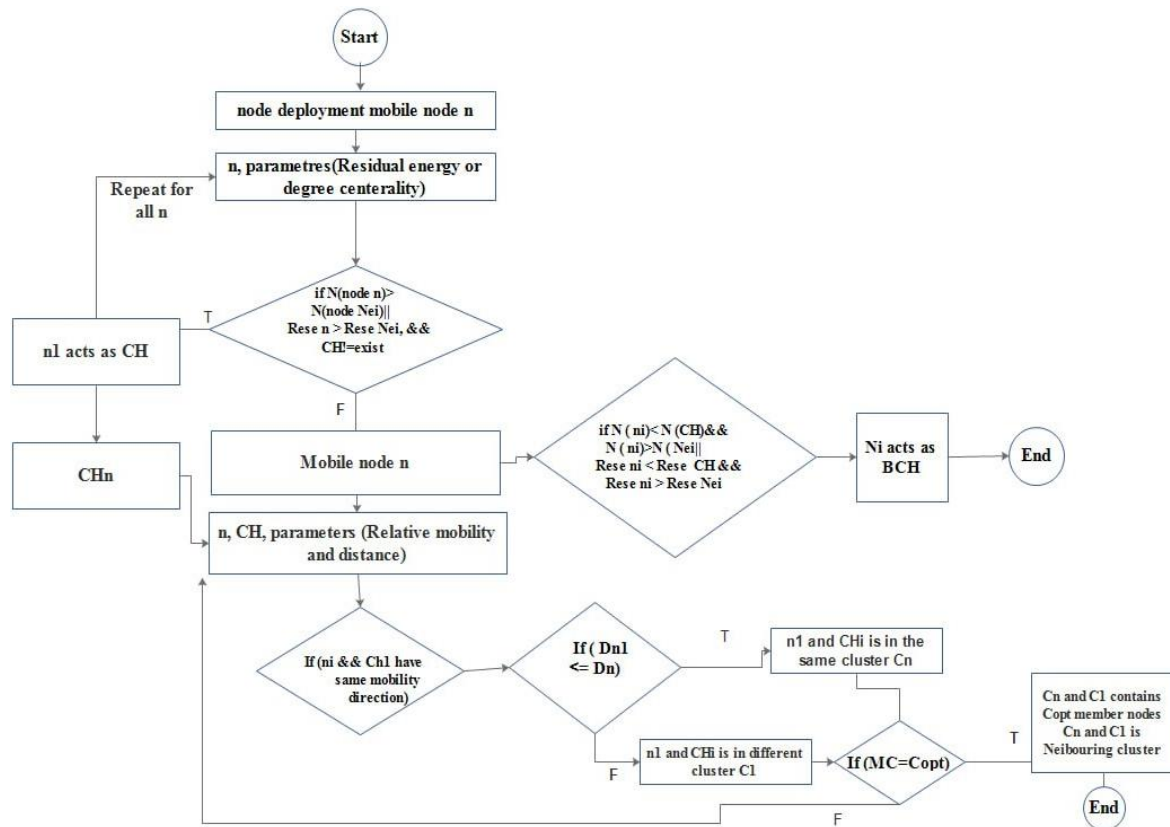 Start
node deployment mobile node n
n, parametres(Residual energy or
degree centerality)
Repeat for
all n
if N(node n)>
N(node Nei)||
Rese n > Rese Nei, &&
CH!=exist
T
n1 acts as CH
F
CHn
Mobile node n
if N ( ni)< N (CH)&&
N ( ni)>N ( Nei||
Rese ni < Rese CH &&
Rese ni > Rese Nei
Ni acts as
BCH
End
n, CH, parameters (Relative mobility
and distance)
If (ni && Ch1 have
same mobility
direction)
If ( Dn1
<= Dn)
T
n1 and CHi is in
the same cluster Cn
F
n1 and CHi is in different
cluster C1
If (MC=Copt)
T
Cn and C1 contains
Copt member nodes
Cn and C1 is
Neibouring cluster
F
End